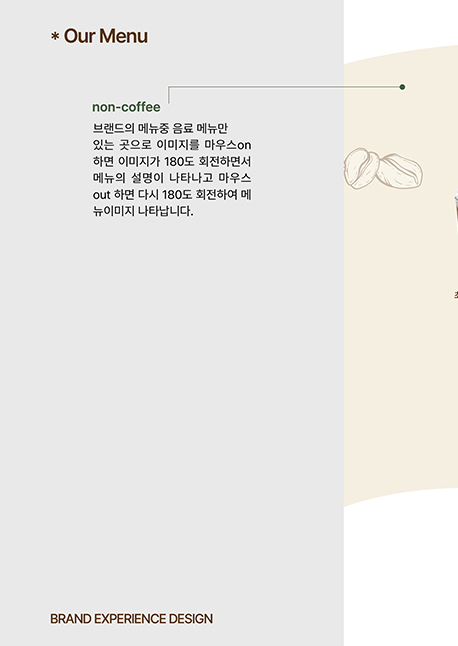 * Our Menu
non-coffee
브랜드의 메뉴중 음료 메뉴만
있는 곳으로 이미지를 마우스on
하면 이미지가 180도 회전하면서
메뉴의 설명이 나타나고 마우스
out 하면 다시 180도 회전하여 메
뉴이미지 나타납니다.
BRAND EXPERIENCE DESIGN